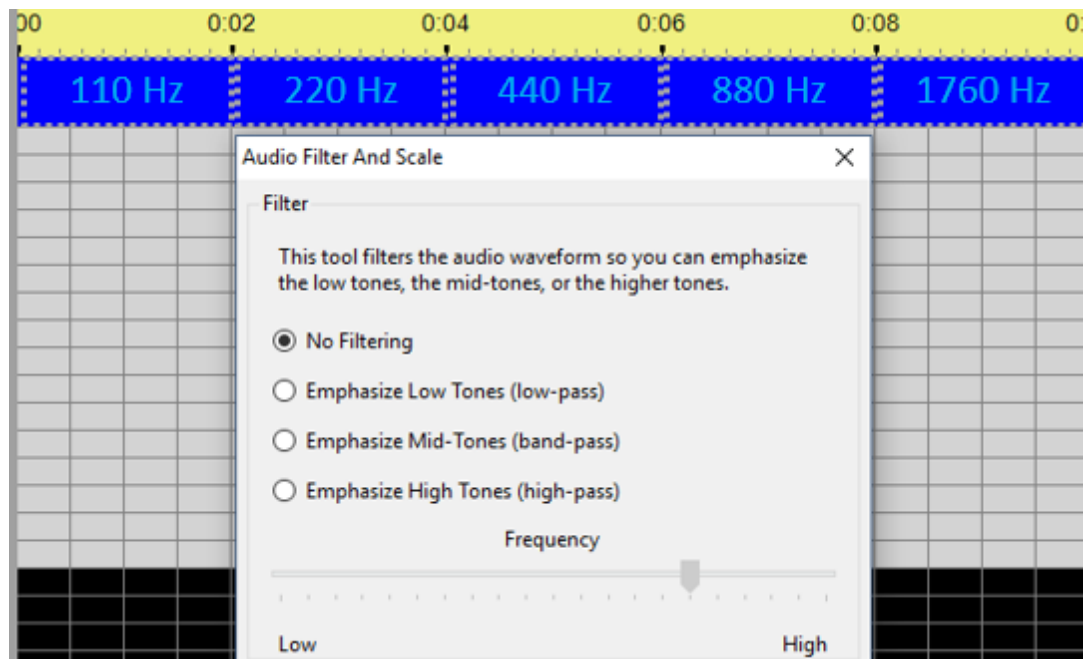 00 0:02 0:04 0:06 0:08 0:
110 Hz 220 Hz 440 Hz 880 Hz 1760 Hz
Audio Filter And Scale
Filter
This tool filters the audio waveform so you can emphasize
the low tones, the mid-tones, or the higher tones.
No Filtering
Emphasize Low Tones (low-pass)
Emphasize Mid-Tones (band-pass)
Emphasize High Tones (high-pass)
Frequency
Low High